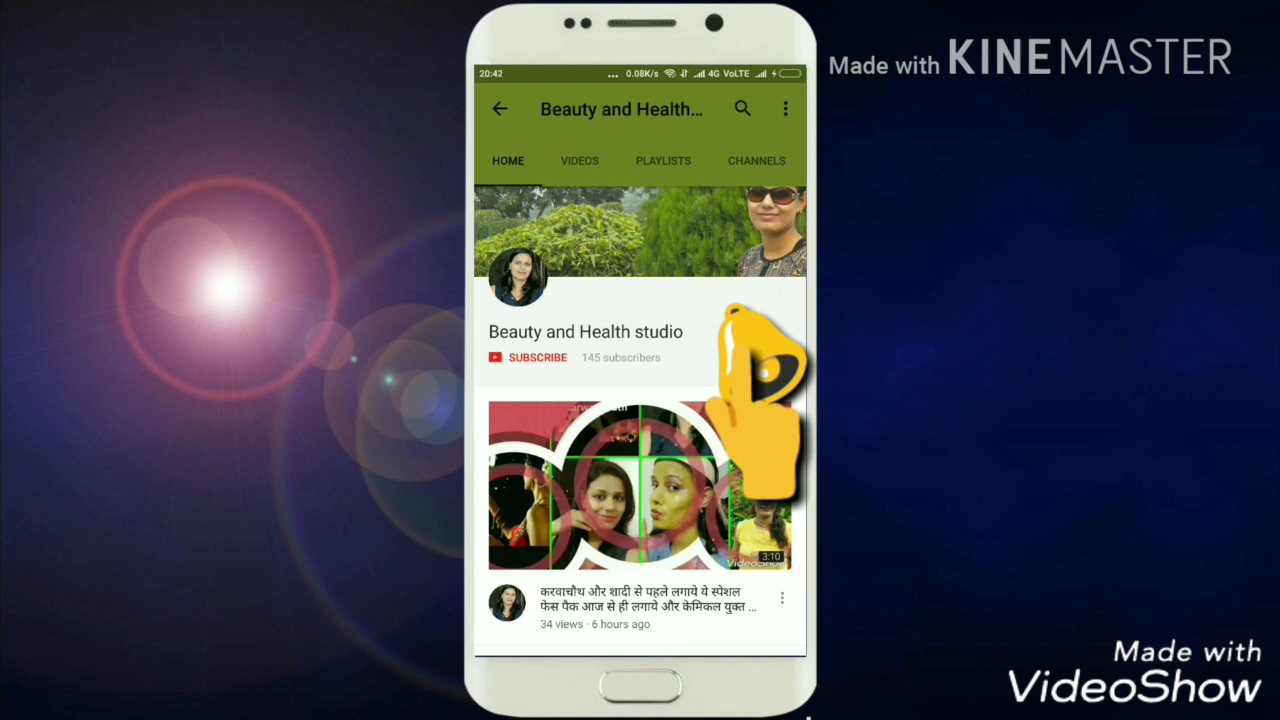 Made with KINEMASTER
20:42 ... 0.08K/s 4G VoLTE
Beauty and Health...
HOME VIDEOS PLAYLISTS CHANNELS
Beauty and Health studio
SUBSCRIBE 145 subscribers
3:10
VideoShow
करवाचौथ और शादी से पहले लगाये ये स्पेशल
फेस पैक आज से ही लगाये और केमिकल युक्त ...
34 views · 6 hours ago
Made with
VideoShow